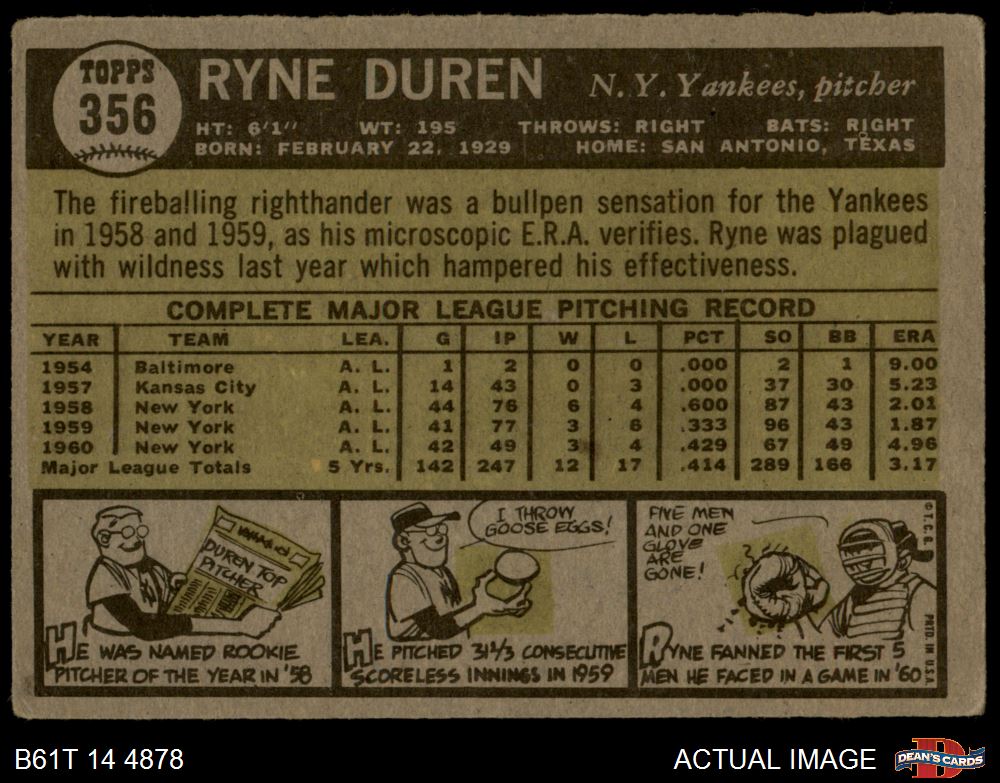 TOPPS
356
RYNE DUREN
N. Y. Yankees, pitcher
HT: 6'1" WT: 195 THROWS: RIGHT BATS: RIGHT
BORN: FEBRUARY 22, 1929 HOME: SAN ANTONIO, TEXAS
The fireballing righthander was a bullpen sensation for the Yankees
in 1958 and 1959, as his microscopic E.R.A. verifies. Ryne was plagued
with wildness last year which hampered his effectiveness.
COMPLETE MAJOR LEAGUE PITCHING RECORD
YEAR TEAM LEA. G IP W L PCT SO BB ERA
1954 Baltimore A. L. 1 2 0 0 .000 2 1 9.00
1957 Kansas City A. L. 14 43 0 3 .000 37 30 5.23
1958 New York A. L. 44 76 6 4 .600 87 43 2.01
1959 New York A. L. 41 77 3 6 .333 96 43 1.87
1960 New York A. L. 42 49 3 4 .429 67 49 4.96
Major League Totals 5 Yrs. 142 247 12 17 .414 289 166 3.17
DUREN TOP
PITCHER
HE WAS NAMED ROOKIE
PITCHER OF THE YEAR IN '58
I THROW
GOOSE EGGS!
HE PITCHED 31 1/3 CONSECUTIVE
SCORELESS INNINGS IN 1959
FIVE MEN
AND ONE
GLOVE
ARE
GONE!
RYNE FANNED THE FIRST 5
MEN HE FACED IN A GAME IN '60
© T.C.G.
PRTD. IN U.S.A.
B61T 14 4878
ACTUAL IMAGE
DEAN'S CARDS